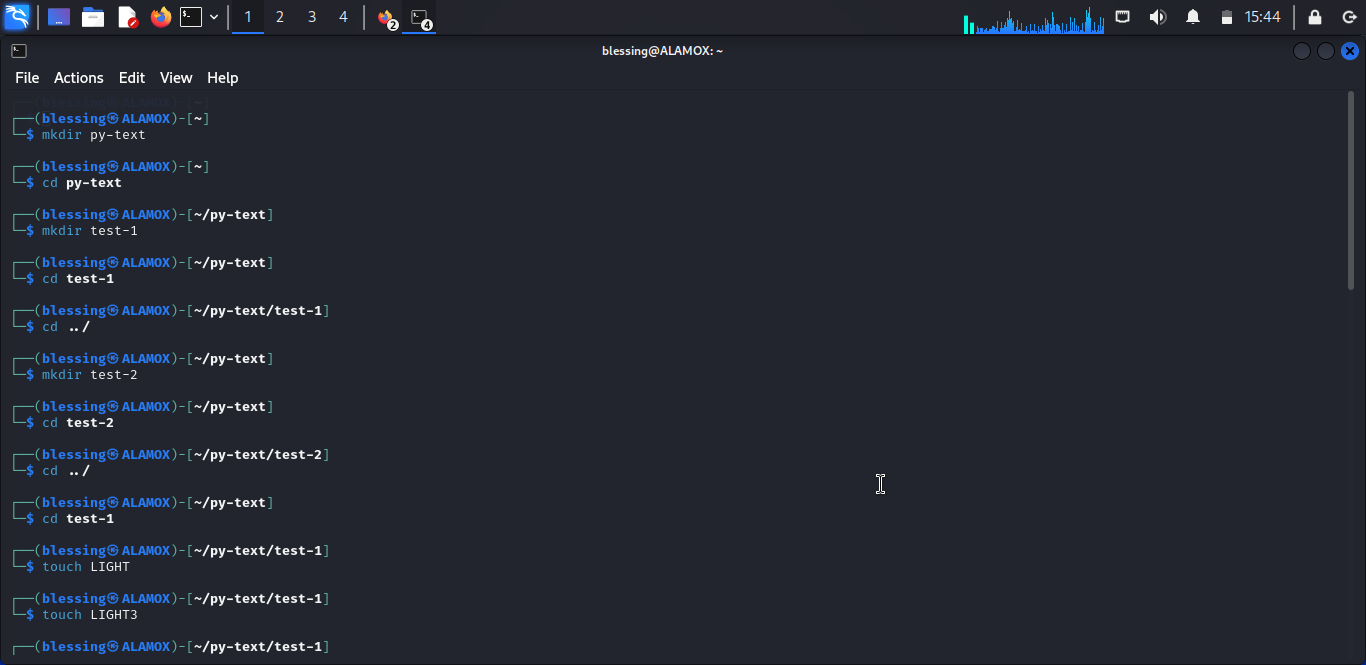 1 2 3 4 2 4 15:44
blessing@ALAMOX: ~
File Actions Edit View Help
┌──(blessing㉿ALAMOX)-[~]
└─$ mkdir py-text
┌──(blessing㉿ALAMOX)-[~]
└─$ cd py-text
┌──(blessing㉿ALAMOX)-[~/py-text]
└─$ mkdir test-1
┌──(blessing㉿ALAMOX)-[~/py-text]
└─$ cd test-1
┌──(blessing㉿ALAMOX)-[~/py-text/test-1]
└─$ cd ../
┌──(blessing㉿ALAMOX)-[~/py-text]
└─$ mkdir test-2
┌──(blessing㉿ALAMOX)-[~/py-text]
└─$ cd test-2
┌──(blessing㉿ALAMOX)-[~/py-text/test-2]
└─$ cd ../
┌──(blessing㉿ALAMOX)-[~/py-text]
└─$ cd test-1
┌──(blessing㉿ALAMOX)-[~/py-text/test-1]
└─$ touch LIGHT
┌──(blessing㉿ALAMOX)-[~/py-text/test-1]
└─$ touch LIGHT3
┌──(blessing㉿ALAMOX)-[~/py-text/test-1]